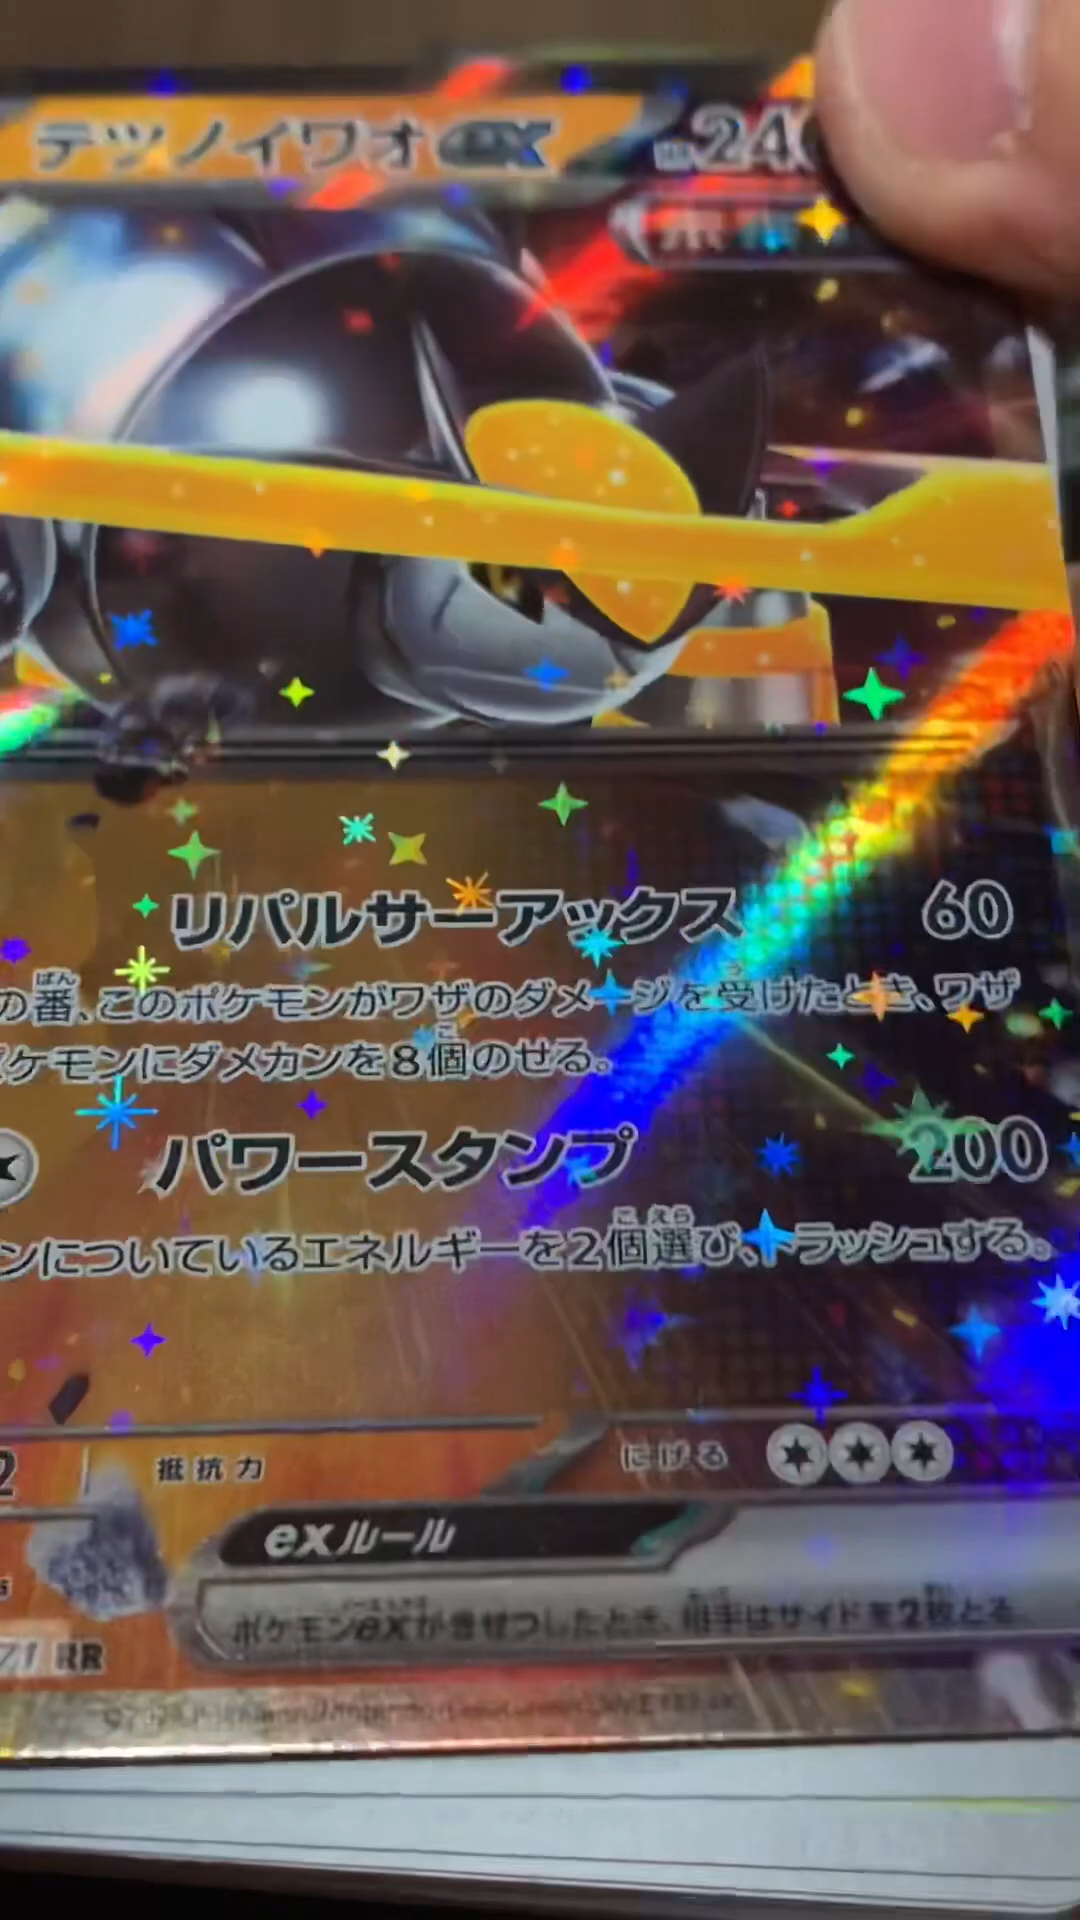 テツノイワオex
未来
リパルサーアックス 60
の番、このポケモンがワザのダメージを受けたとき、ワザ
ポケモンにダメカンを8個のせる。
パワースタンプ 200
ンについているエネルギーを2個選び、トラッシュする。
抵抗力 にげる
exルール
ポケモンexがきぜつしたとき、相手はサイドを2枚とる。
71 RR